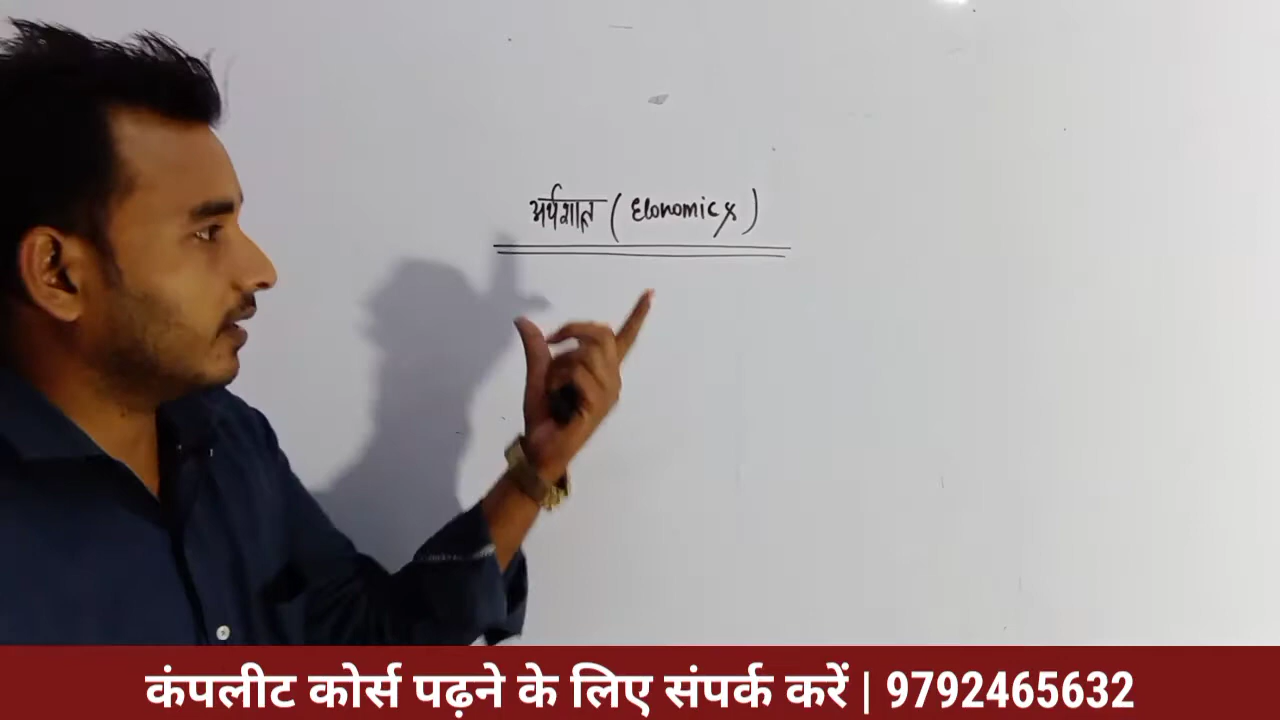 अर्थशास्त्र ( Economics )
कंपलीट कोर्स पढ़ने के लिए संपर्क करें | 9792465632